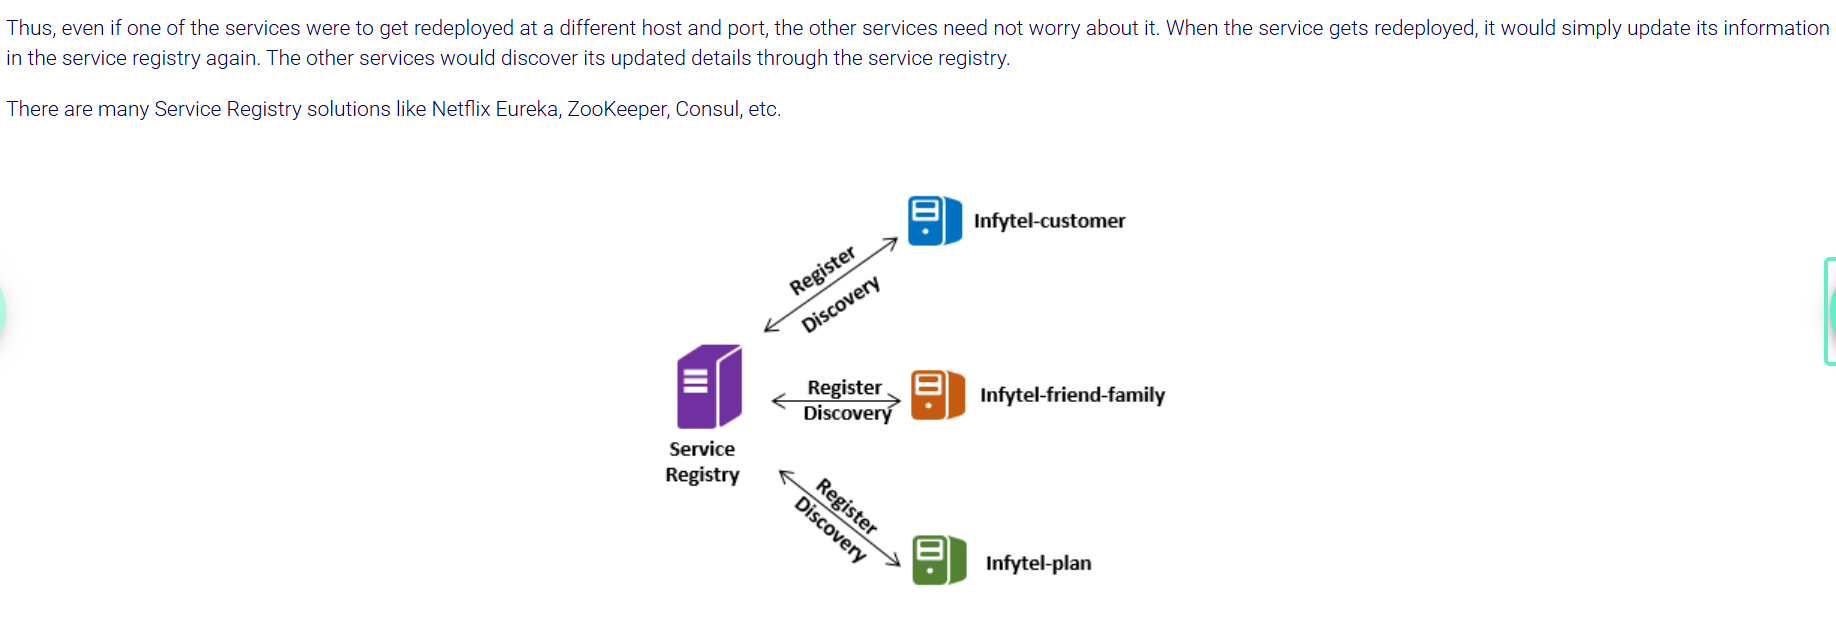 Thus, even if one of the services were to get redeployed at a different host and port, the other services need not worry about it. When the service gets redeployed, it would simply update its information
in the service registry again. The other services would discover its updated details through the service registry.
There are many Service Registry solutions like Netflix Eureka, ZooKeeper, Consul, etc.
Infytel-customer
Register
Discovery
Register
Discovery
Infytel-friend-family
Service
Registry
Register
Discovery
Infytel-plan